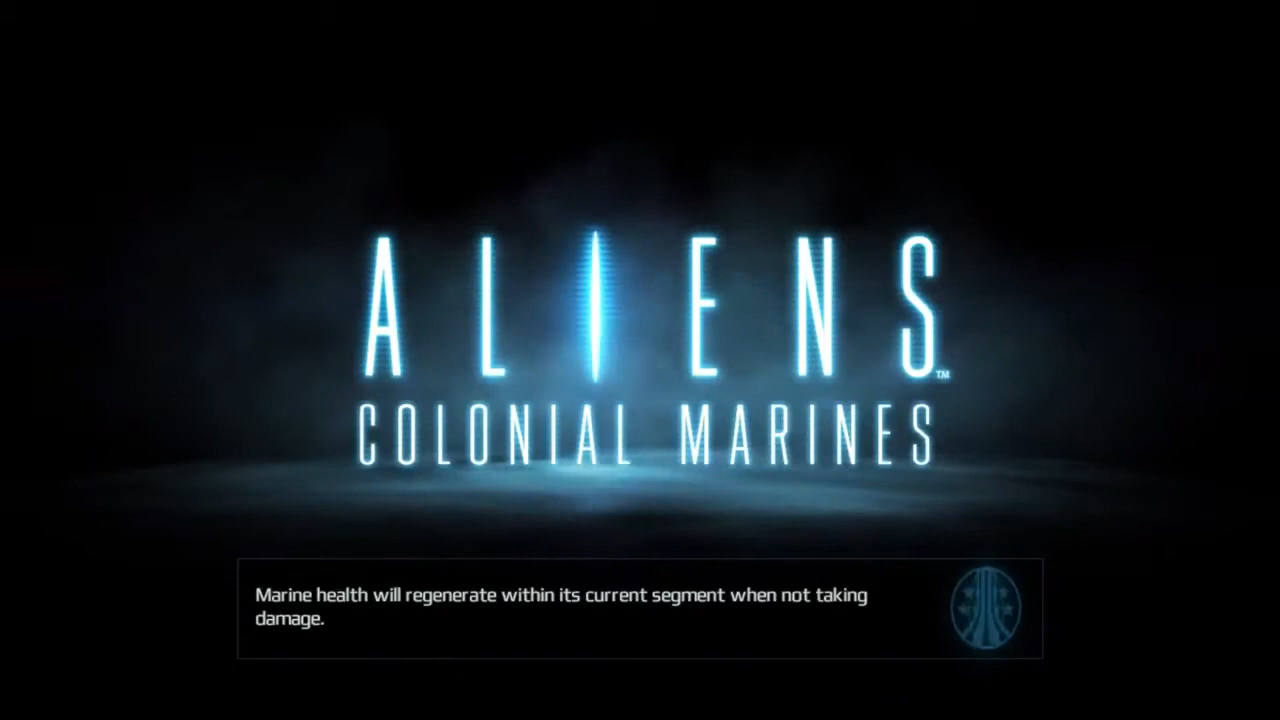 ALIENS™
COLONIAL MARINES
Marine health will regenerate within its current segment when not taking
damage.